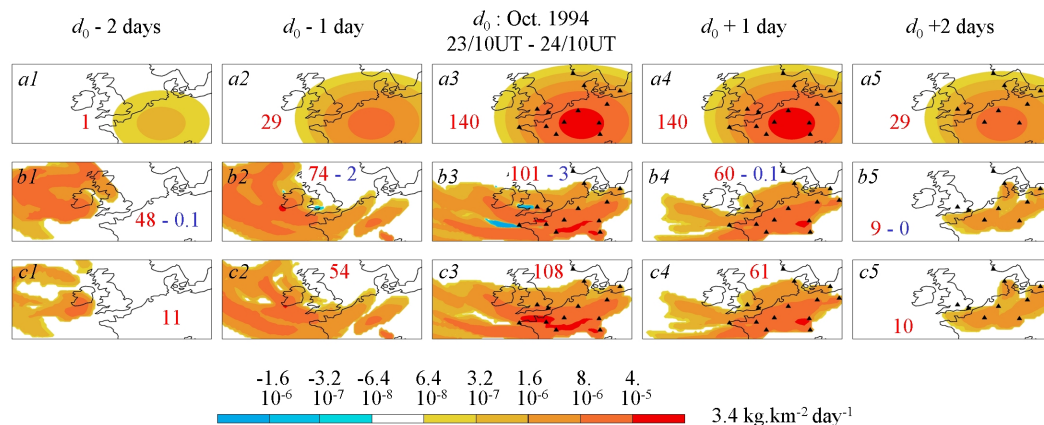 d₀ - 2 days
d₀ - 1 day
d₀ : Oct. 1994
23/10UT - 24/10UT
d₀ + 1 day
d₀ +2 days
a1
1
a2
29
a3
140
a4
140
a5
29
b1
48 - 0.1
b2
74 - 2
b3
101 - 3
b4
60 - 0.1
b5
9 - 0
c1
11
c2
54
c3
108
c4
61
c5
10
-1.6 -3.2 -6.4 6.4 3.2 1.6 8. 4.
10⁻⁶ 10⁻⁷ 10⁻⁸ 10⁻⁸ 10⁻⁷ 10⁻⁶ 10⁻⁶ 10⁻⁵
3.4 kg.km⁻² day⁻¹